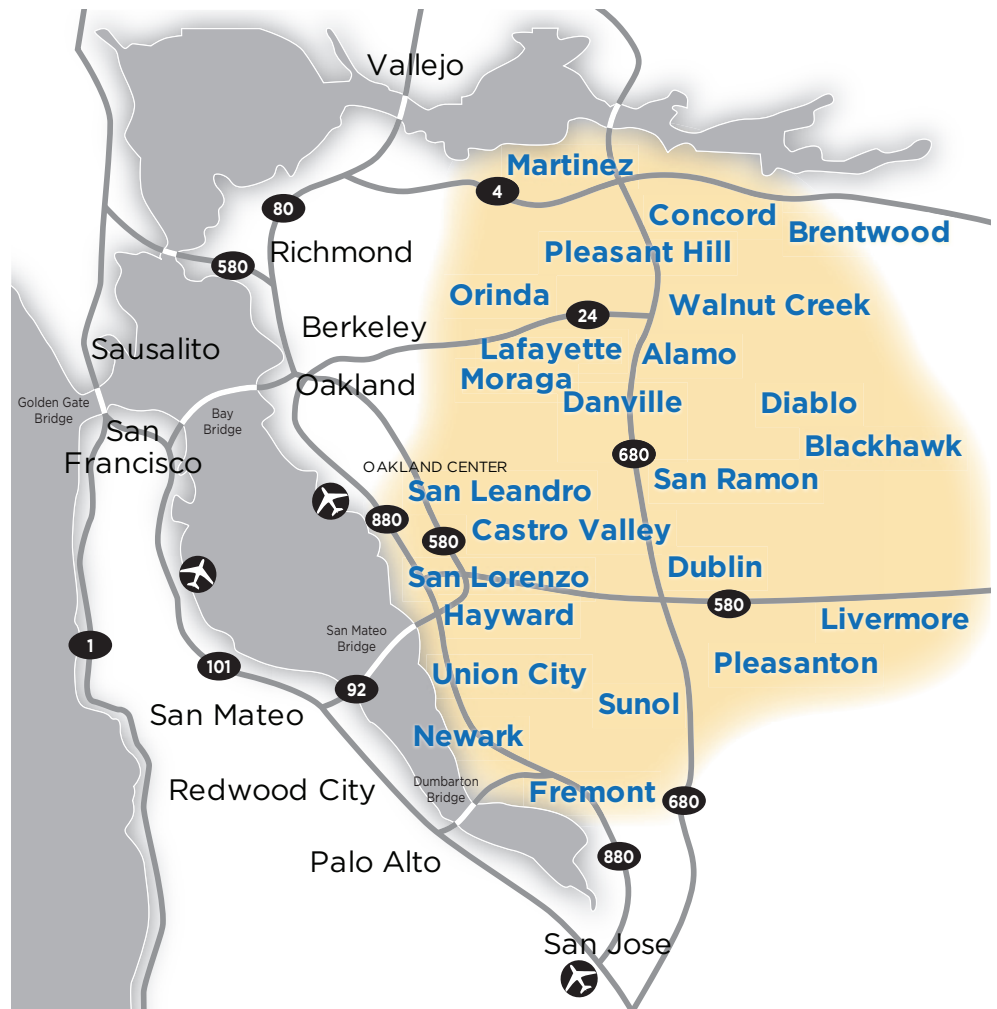 Vallejo
Martinez
4
80
Concord
Brentwood
Richmond
Pleasant Hill
580
Orinda
Walnut Creek
24
Berkeley
Sausalito
Lafayette
Alamo
Moraga
Oakland
Danville
Diablo
Golden Gate
Bridge
Bay
Bridge
San
Francisco
Blackhawk
680
OAKLAND CENTER
San Ramon
San Leandro
880
Castro Valley
580
Dublin
San Lorenzo
580
Hayward
Livermore
San Mateo
Bridge
1
101
Pleasanton
Union City
92
Sunol
San Mateo
Newark
Dumbarton
Bridge
Redwood City
Fremont
680
Palo Alto
880
San Jose